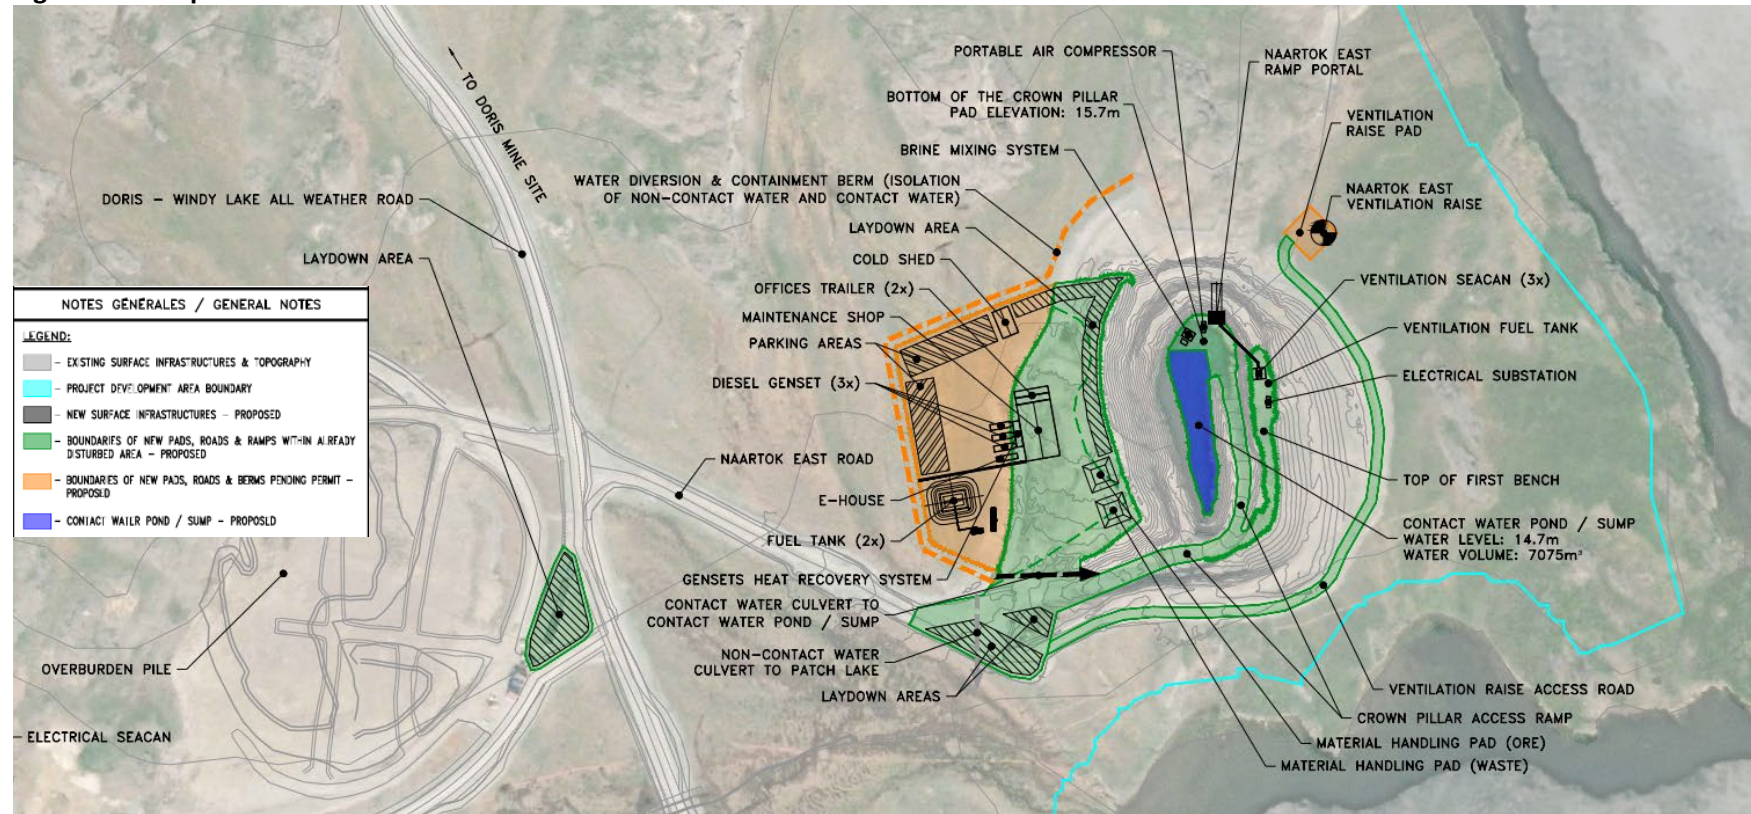 TO DORIS MINE SITE
PORTABLE AIR COMPRESSOR
NAARTOK EAST
RAMP PORTAL
BOTTOM OF THE CROWN PILLAR
PAD ELEVATION: 15.7m
VENTILATION
RAISE PAD
BRINE MIXING SYSTEM
WATER DIVERSION & CONTAINMENT BERM (ISOLATION
OF NON-CONTACT WATER AND CONTACT WATER)
NAARTOK EAST
VENTILATION RAISE
DORIS - WINDY LAKE ALL WEATHER ROAD
LAYDOWN AREA
LAYDOWN AREA
COLD SHED
OFFICES TRAILER (2x)
MAINTENANCE SHOP
PARKING AREAS
DIESEL GENSET (3x)
VENTILATION SEACAN (3x)
VENTILATION FUEL TANK
ELECTRICAL SUBSTATION
NOTES GÉNÉRALES / GENERAL NOTES
LEGEND:
- EXISTING SURFACE INFRASTRUCTURES & TOPOGRAPHY
- PROJECT DEVELOPMENT AREA BOUNDARY
- NEW SURFACE INFRASTRUCTURES - PROPOSED
- BOUNDARIES OF NEW PADS, ROADS & RAMPS WITHIN ALREADY
DISTURBED AREA - PROPOSED
- BOUNDARIES OF NEW PADS, ROADS & BERMS PENDING PERMIT -
PROPOSED
- CONTACT WATER POND / SUMP - PROPOSED
NAARTOK EAST ROAD
E-HOUSE
FUEL TANK (2x)
GENSETS HEAT RECOVERY SYSTEM
CONTACT WATER CULVERT TO
CONTACT WATER POND / SUMP
NON-CONTACT WATER
CULVERT TO PATCH LAKE
LAYDOWN AREAS
TOP OF FIRST BENCH
CONTACT WATER POND / SUMP
WATER LEVEL: 14.7m
WATER VOLUME: 7075m³
OVERBURDEN PILE
ELECTRICAL SEACAN
VENTILATION RAISE ACCESS ROAD
CROWN PILLAR ACCESS RAMP
MATERIAL HANDLING PAD (ORE)
MATERIAL HANDLING PAD (WASTE)